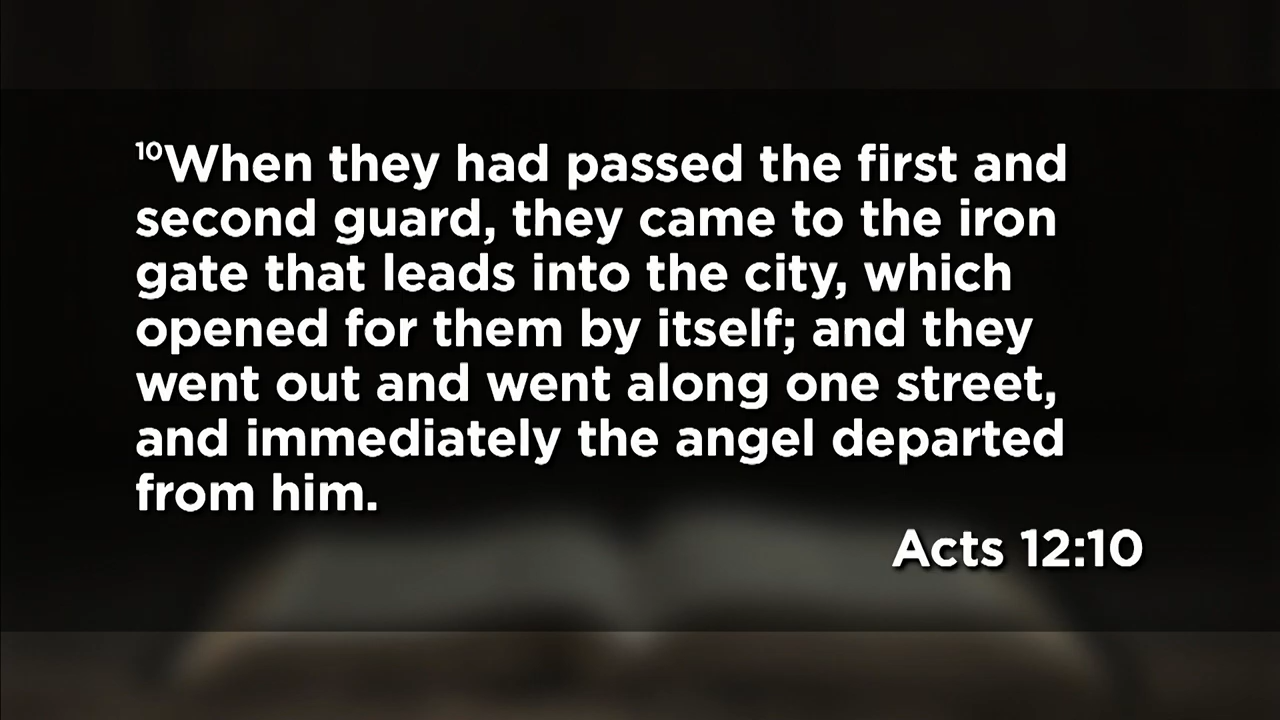 ¹⁰When they had passed the first and
second guard, they came to the iron
gate that leads into the city, which
opened for them by itself; and they
went out and went along one street,
and immediately the angel departed
from him.
Acts 12:10